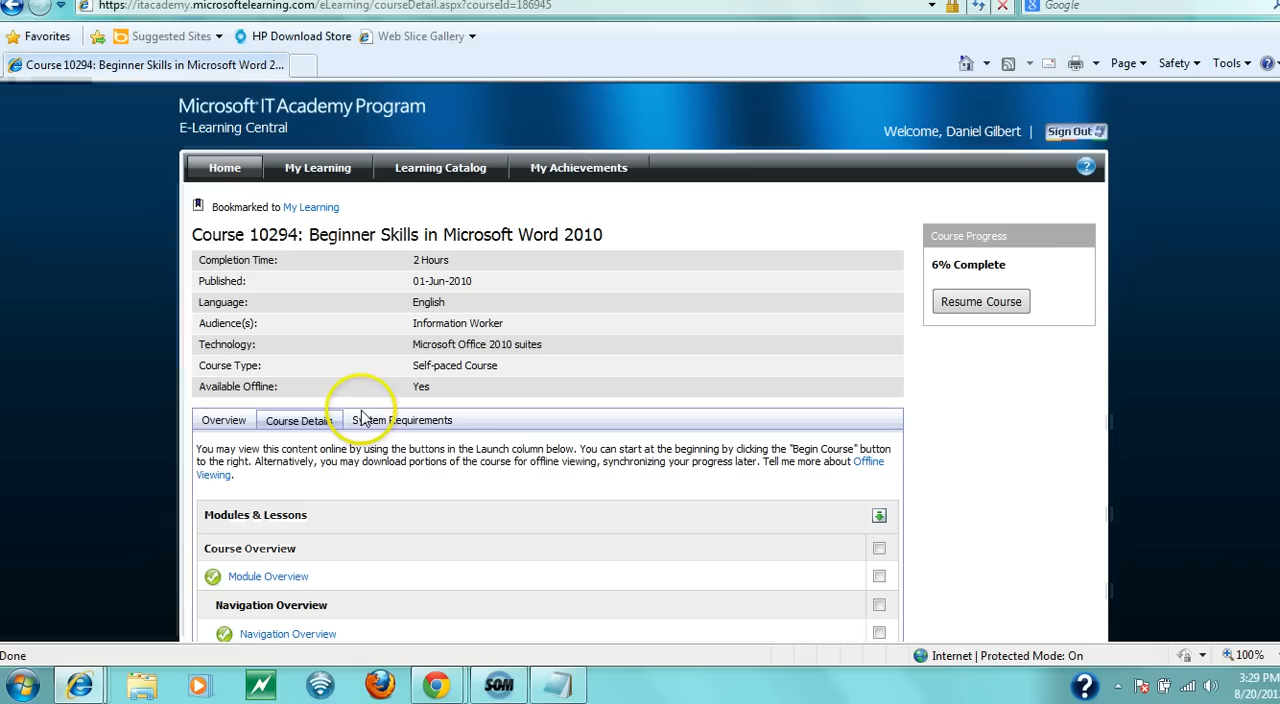 https://itacademy.microsoftelearning.com/eLearning/courseDetail.aspx?courseId=186945
Google
Favorites
Suggested Sites
HP Download Store
Web Slice Gallery
Course 10294: Beginner Skills in Microsoft Word 2...
Page
Safety
Tools
Microsoft IT Academy Program
E-Learning Central
Welcome, Daniel Gilbert | Sign Out
Home
My Learning
Learning Catalog
My Achievements
Bookmarked to My Learning
Course 10294: Beginner Skills in Microsoft Word 2010
Completion Time: 2 Hours
Published: 01-Jun-2010
Language: English
Audience(s): Information Worker
Technology: Microsoft Office 2010 suites
Course Type: Self-paced Course
Available Offline: Yes
Course Progress
6% Complete
Resume Course
Overview
Course Details
System Requirements
You may view this content online by using the buttons in the Launch column below. You can start at the beginning by clicking the "Begin Course" button
to the right. Alternatively, you may download portions of the course for offline viewing, synchronizing your progress later. Tell me more about Offline
Viewing.
Modules & Lessons
Course Overview
Module Overview
Navigation Overview
Navigation Overview
Done
Internet | Protected Mode: On
100%
SOM
3:29 PM